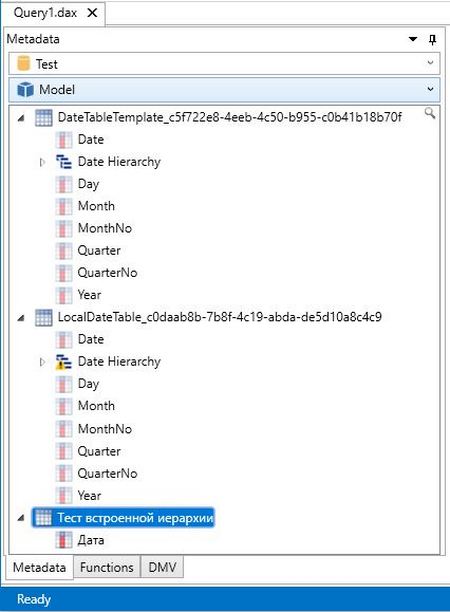 Query1.dax
Metadata
Test
Model
DateTableTemplate_c5f722e8-4eeb-4c50-b955-c0b41b18b70f
Date
Date Hierarchy
Day
Month
MonthNo
Quarter
QuarterNo
Year
LocalDateTable_c0daab8b-7b8f-4c19-abda-de5d10a8c4c9
Date
Date Hierarchy
Day
Month
MonthNo
Quarter
QuarterNo
Year
Тест встроенной иерархии
Дата
Metadata Functions DMV
Ready